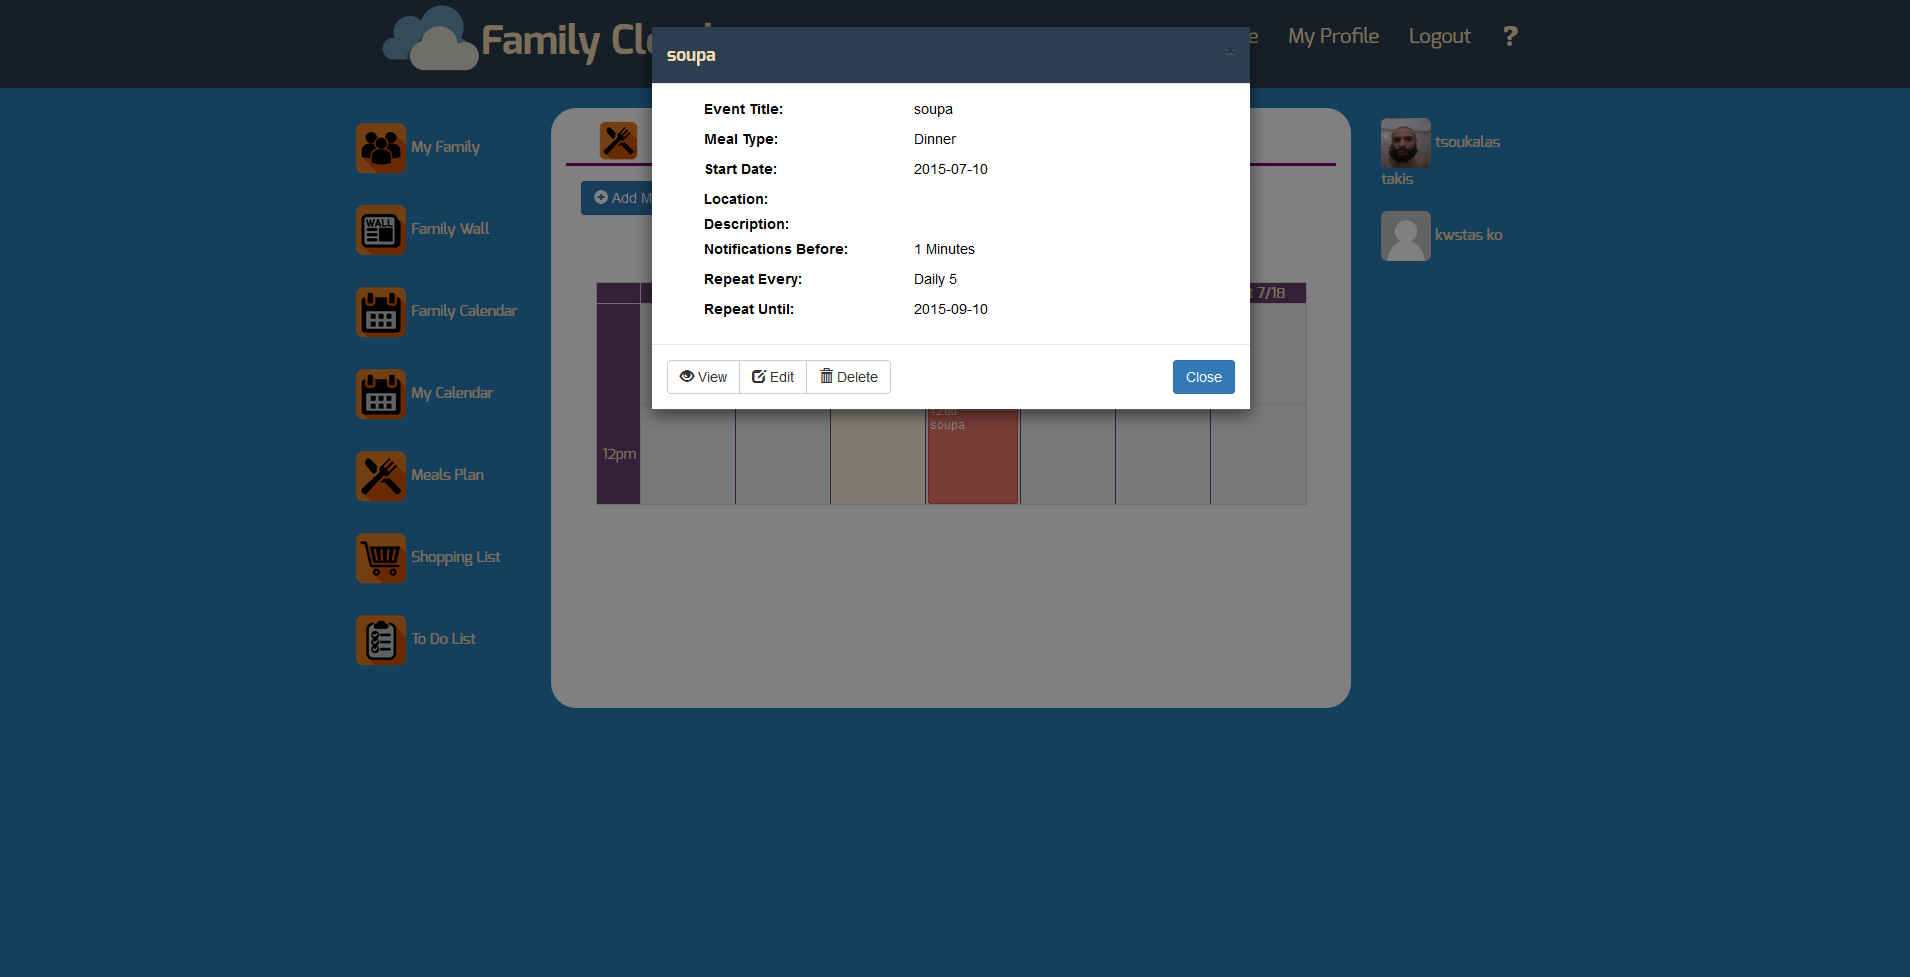 Family
My Profile
Logout
?
soupa
×
Event Title: soupa
Meal Type: Dinner
Start Date: 2015-07-10
Location:
Description:
Notifications Before: 1 Minutes
Repeat Every: Daily 5
Repeat Until: 2015-09-10
View
Edit
Delete
Close
My Family
WALL
Family Wall
Family Calendar
My Calendar
Meals Plan
Shopping List
To Do List
Add
7/18
12pm
12:00
soupa
tsoukalas
takis
kwstas ko